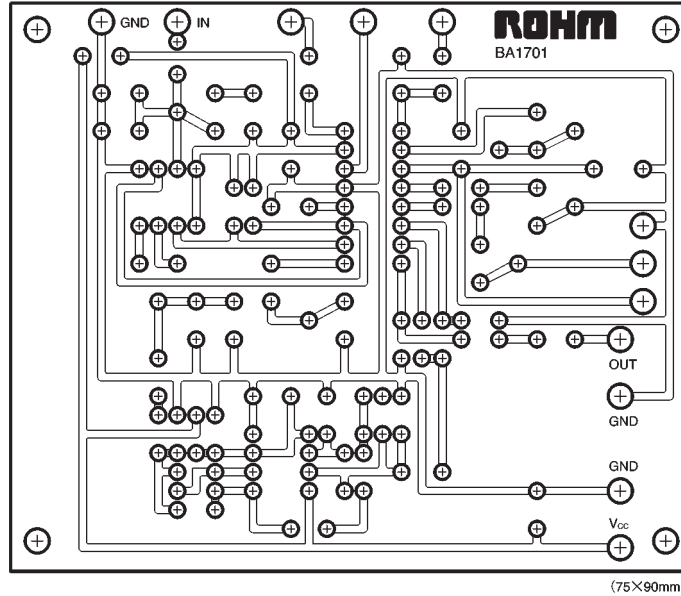 GND IN
ROHM
BA1701
OUT
GND
GND
Vcc
(75×90mm